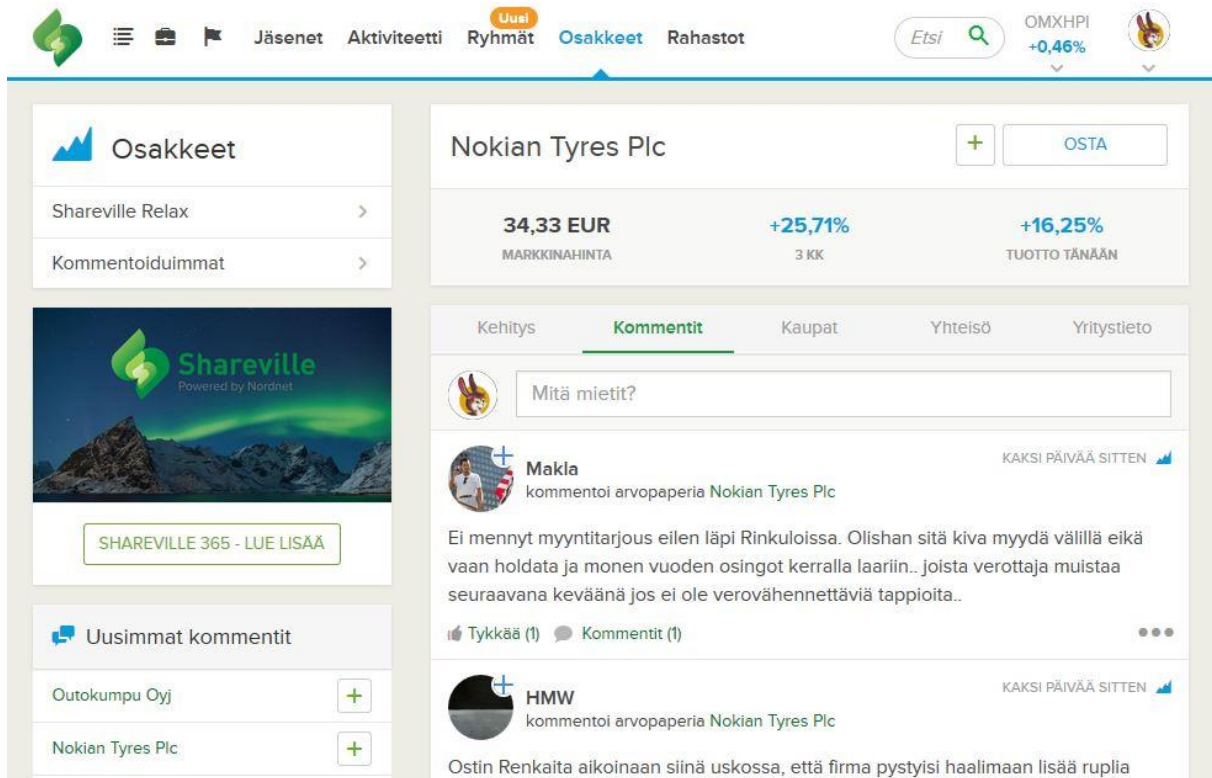 Uusi
Jäsenet Aktiviteetti Ryhmät Osakkeet Rahastot
Etsi
OMXHPI
+0,46%
Osakkeet
Shareville Relax
Kommentoiduimmat
Shareville
Powered by Nordnet
SHAREVILLE 365 - LUE LISÄÄ
Uusimmat kommentit
Outokumpu Oyj
Nokian Tyres Plc
Nokian Tyres Plc
+ OSTA
34,33 EUR +25,71% +16,25%
MARKKINAHINTA 3 KK TUOTTO TÄNÄÄN
Kehitys Kommentit Kaupat Yhteisö Yritystieto
Mitä mietit?
Makla KAKSI PÄIVÄÄ SITTEN
kommentoi arvopaperia Nokian Tyres Plc
Ei mennyt myyntitarjous eilen läpi Rinkuloissa. Olishan sitä kiva myydä välillä eikä
vaan holdata ja monen vuoden osingot kerralla laariin.. joista verottaja muistaa
seuraavana keväänä jos ei ole verovähennettäviä tappioita..
Tykkää (1) Kommentit (1)
HMW KAKSI PÄIVÄÄ SITTEN
kommentoi arvopaperia Nokian Tyres Plc
Ostin Renkaita aikoinaan siinä uskossa, että firma pystyisi haalimaan lisää ruplia